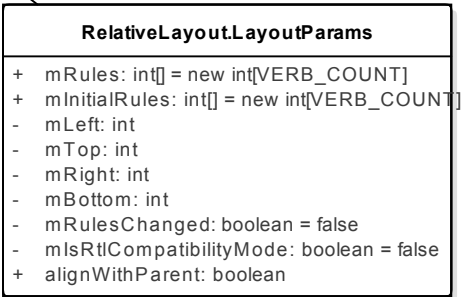 RelativeLayout.LayoutParams
+ mRules: int[] = new int[VERB_COUNT]
+ mInitialRules: int[] = new int[VERB_COUNT]
- mLeft: int
- mTop: int
- mRight: int
- mBottom: int
- mRulesChanged: boolean = false
- mIsRtlCompatibilityMode: boolean = false
+ alignWithParent: boolean